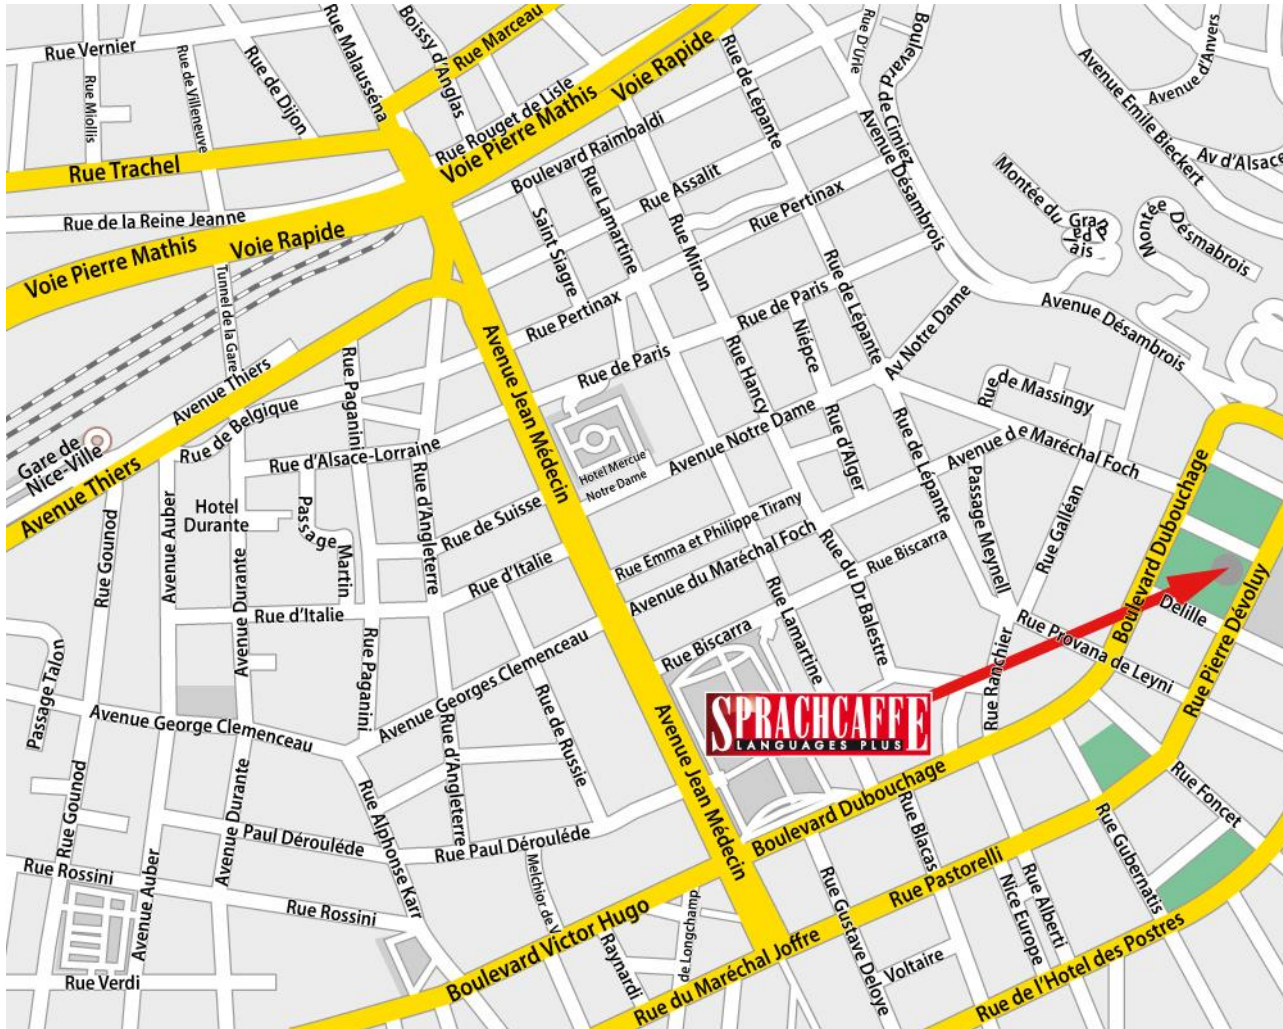 Rue Vernier
Rue Miollis
Rue de Villeneuve
Rue de Dijon
Rue Malausséna
Boissy d'Anglas
Rue Marceau
Rue Rouget de Lisle
Voie Pierre Mathis
Voie Rapide
Rue de Lépante
Rue D'Urle
Boulevard de Cimiez
Avenue Désambrois
Avenue Emile Bieckert
Avenue d'Anvers
Av d'Alsace
Rue Trachel
Rue de la Reine Jeanne
Voie Pierre Mathis
Voie Rapide
Tunnel de la Gare
Boulevard Raimbaldi
Rue Lamartine
Saint Siagre
Rue Assalit
Rue Miron
Rue Pertinax
Rue Pertinax
Montée du
Gra-
led R
ais
Montée
Désmabrois
Avenue Désambrois
Rue de Paris
Rue de Paris
Niépce
Rue de Lépante
Av Notre Dame
Rue Hancy
Avenue Jean Médecin
Avenue Thiers
Rue de Belgique
Rue Paganini
Rue d'Alsace-Lorraine
Gare de
Nice-Ville
Avenue Thiers
Hotel Mercue
Notre Dame
Avenue Notre Dame
Rue d'Alger
Rue de Lépante
Rue de Massingy
Avenue d e Maréchal Foch
Passage Meynell
Rue Galléan
Boulevard Dubouchage
Rue Gounod
Avenue Auber
Hotel
Durante
Avenue Durante
Passage Martin
Rue d'Angleterre
Rue de Suisse
Rue d'Italie
Rue d'Italie
Rue Emma et Philippe Tirany
Avenue du Maréchal Foch
Rue du Dr Balestre
Rue Biscarra
Rue Biscarra
Rue Lamartine
Rue Ranchier
Rue Provana de Leyni
Delille
Rue Pierre Dévoluy
Passage Talon
Avenue George Clemenceau
Rue Paganini
Avenue Georges Clemenceau
Rue d'Angleterre
Rue de Russie
Avenue Jean Médecin
SPRACHCAFFE
LANGUAGES PLUS
Boulevard Dubouchage
Rue Gounod
Avenue Durante
Paul Déroulède
Rue Alphonse Karr
Rue Paul Déroulède
Melchior de V
Rue Rossini
Rue Rossini
Avenue Auber
Rue Verdi
Boulevard Victor Hugo
Raynardi
de Longchamp
Rue du Maréchal Joffre
Rue Gustave Deloye
Voltaire
Rue Blacas
Rue Pastorelli
Nice Europe
Rue Alberti
Rue Gubernatis
Rue Foncet
Rue de l'Hotel des Postres